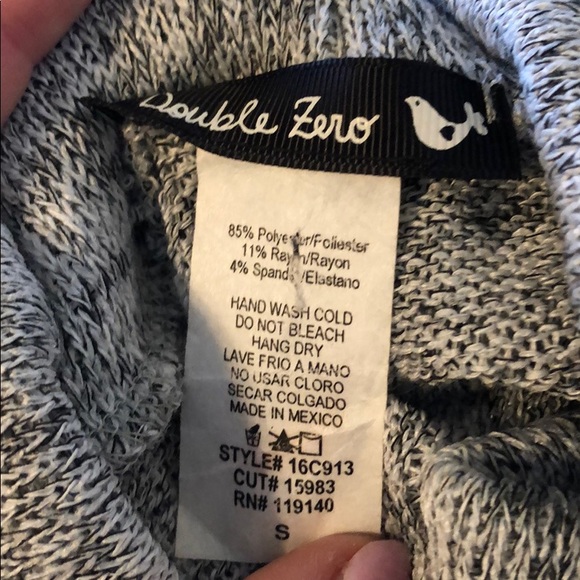 Double Zero
85% Polyester/Foliester
11% Rayon/Rayon
4% Spandex/Elastano
HAND WASH COLD
DO NOT BLEACH
HANG DRY
LAVE FRIO A MANO
NO USAR CLORO
SECAR COLGADO
MADE IN MEXICO
STYLE# 16C913
CUT# 15983
RN# 119140
S